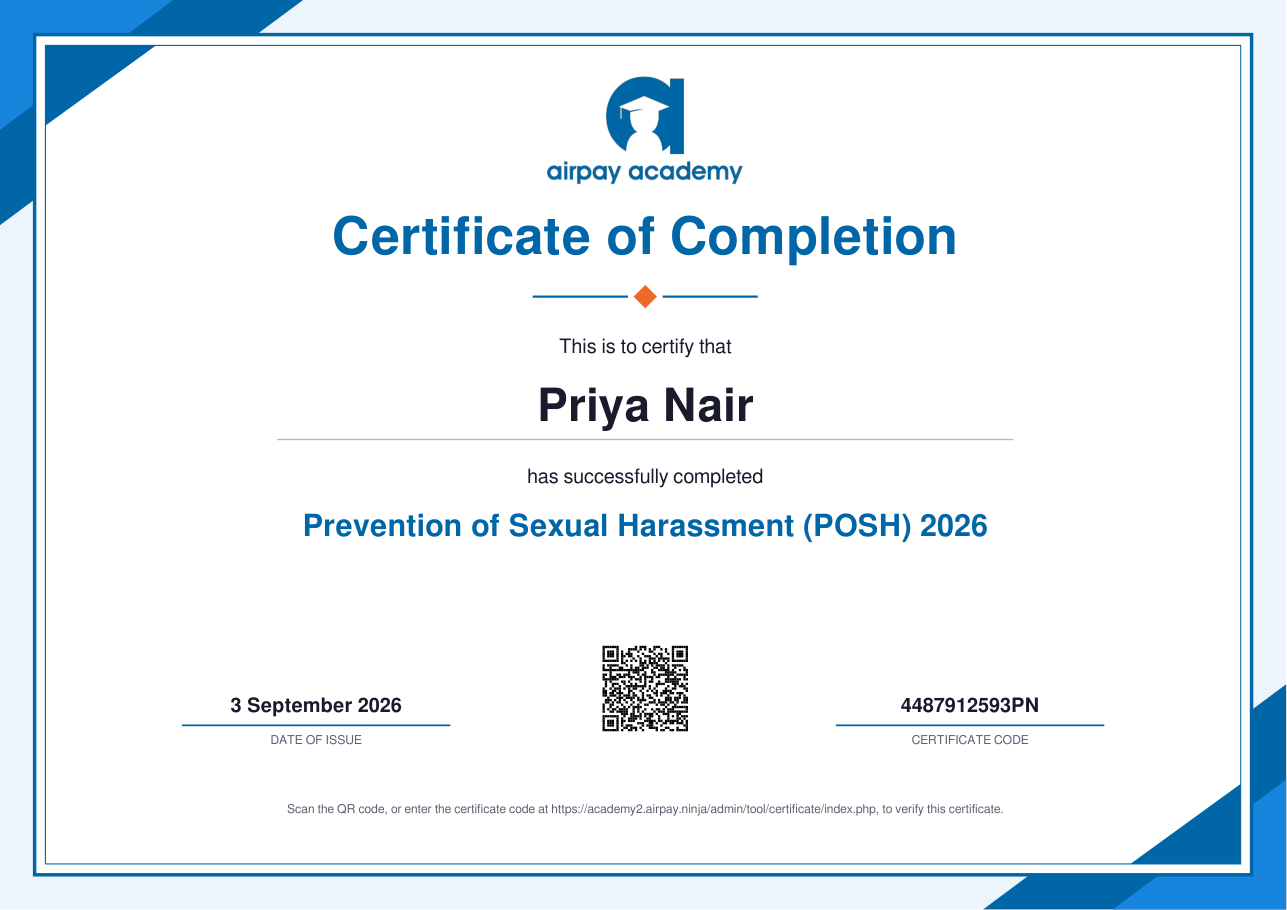 airpay academy
Certificate of Completion
This is to certify that
Priya Nair
has successfully completed
Prevention of Sexual Harassment (POSH) 2026
3 September 2026
DATE OF ISSUE
4487912593PN
CERTIFICATE CODE
Scan the QR code, or enter the certificate code at https://academy2.airpay.ninja/admin/tool/certificate/index.php, to verify this certificate.